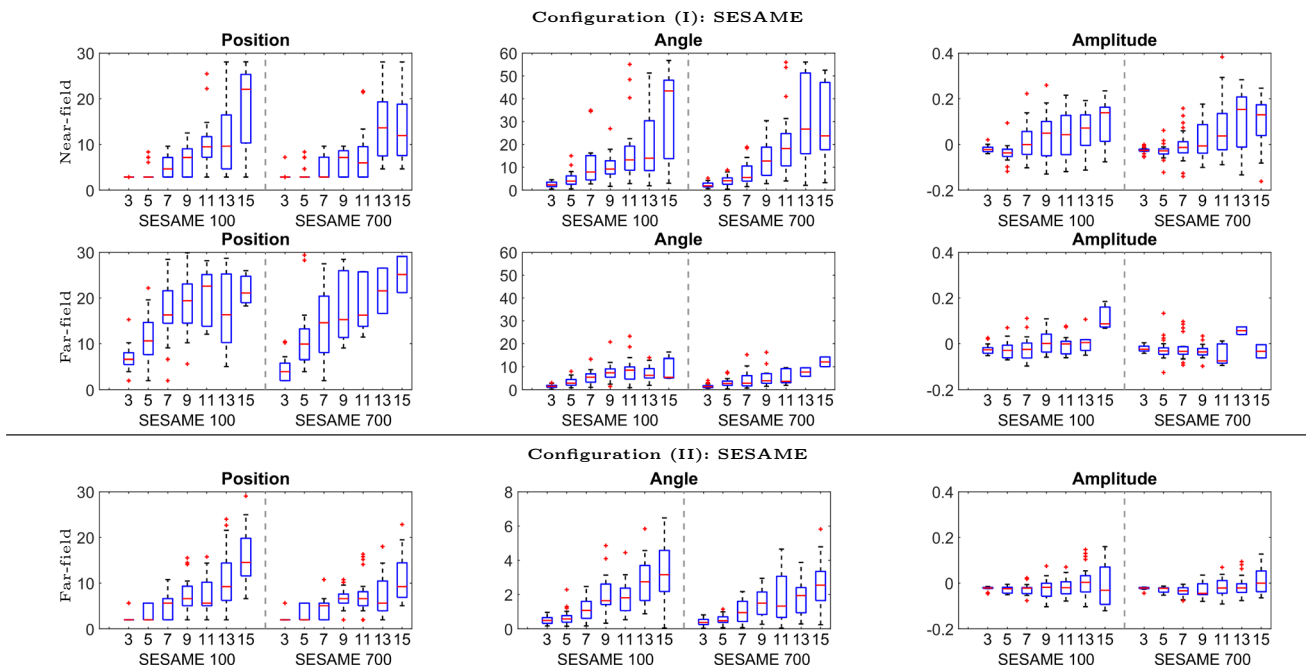 Configuration (I): SESAME
Position Angle Amplitude
Near-field
30 20 10 0
60 50 40 30 20 10 0
0.4 0.2 0 -0.2
3 5 7 9 11 13 15 3 5 7 9 11 13 15
3 5 7 9 11 13 15 3 5 7 9 11 13 15
3 5 7 9 11 13 15 3 5 7 9 11 13 15
SESAME 100 SESAME 700 SESAME 100 SESAME 700 SESAME 100 SESAME 700
Position Angle Amplitude
Far-field
30 20 10 0
60 50 40 30 20 10 0
0.4 0.2 0 -0.2
3 5 7 9 11 13 15 3 5 7 9 11 13 15
3 5 7 9 11 13 15 3 5 7 9 11 13 15
3 5 7 9 11 13 15 3 5 7 9 11 13 15
SESAME 100 SESAME 700 SESAME 100 SESAME 700 SESAME 100 SESAME 700
Configuration (II): SESAME
Position Angle Amplitude
Far-field
30 20 10 0
8 6 4 2 0
0.4 0.2 0 -0.2
3 5 7 9 11 13 15 3 5 7 9 11 13 15
3 5 7 9 11 13 15 3 5 7 9 11 13 15
3 5 7 9 11 13 15 3 5 7 9 11 13 15
SESAME 100 SESAME 700 SESAME 100 SESAME 700 SESAME 100 SESAME 700